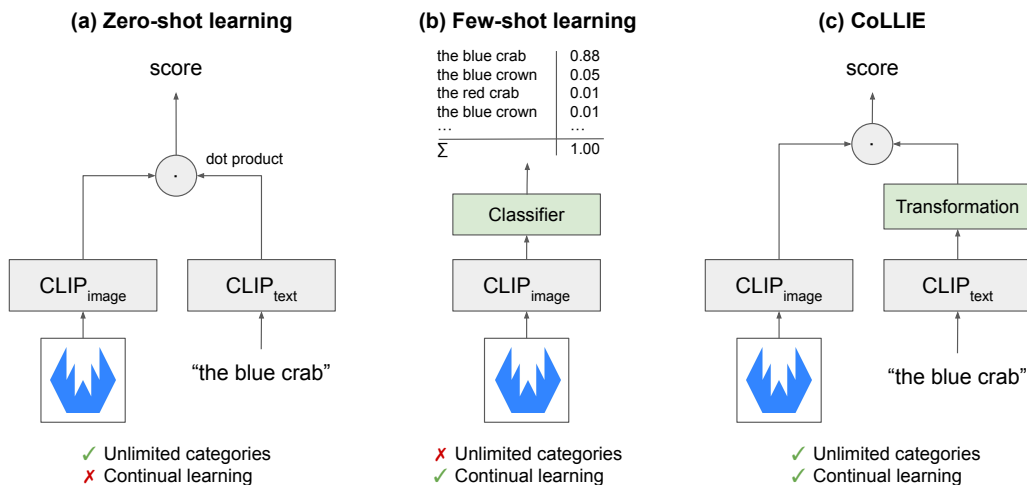 (a) Zero-shot learning
score
dot product
·
CLIPimage
CLIPtext
“the blue crab”
✓ Unlimited categories
✗ Continual learning
(b) Few-shot learning
the blue crab 0.88
the blue crown 0.05
the red crab 0.01
the blue crown 0.01
... ...
Σ 1.00
Classifier
CLIPimage
✗ Unlimited categories
✓ Continual learning
(c) CoLLIE
score
·
Transformation
CLIPimage
CLIPtext
“the blue crab”
✓ Unlimited categories
✓ Continual learning